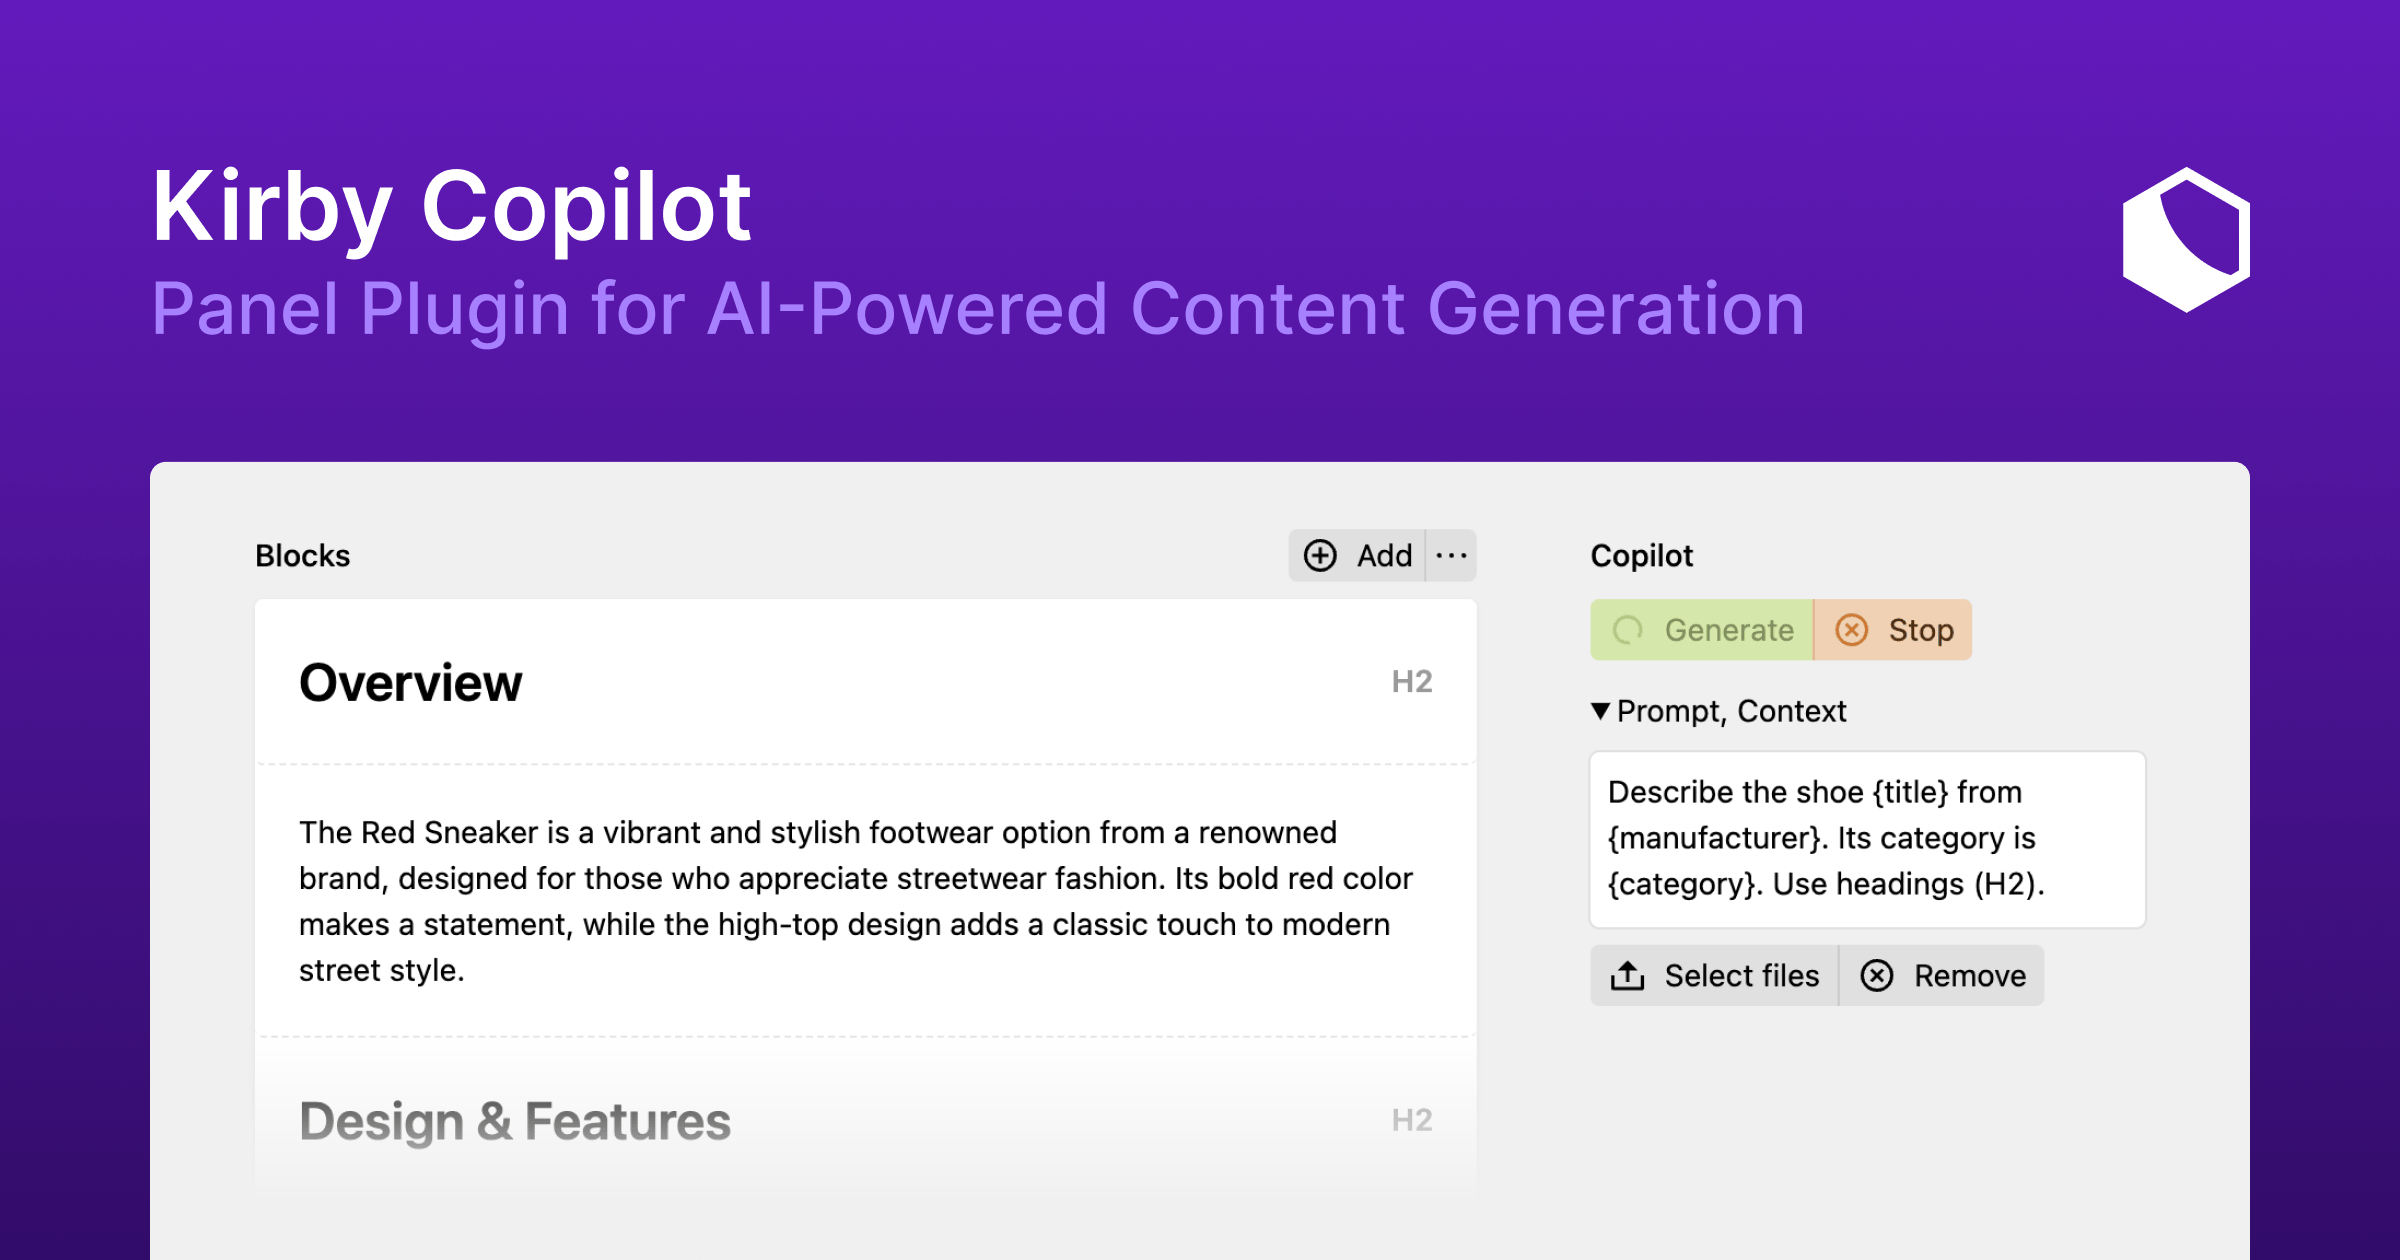 Kirby Copilot
Panel Plugin for AI-Powered Content Generation
Blocks
Add
Overview
H2
The Red Sneaker is a vibrant and stylish footwear option from a renowned
brand, designed for those who appreciate streetwear fashion. Its bold red color
makes a statement, while the high-top design adds a classic touch to modern
street style.
Design & Features
H2
Copilot
Generate
Stop
Prompt, Context
Describe the shoe {title} from
{manufacturer}. Its category is
{category}. Use headings (H2).
Select files
Remove